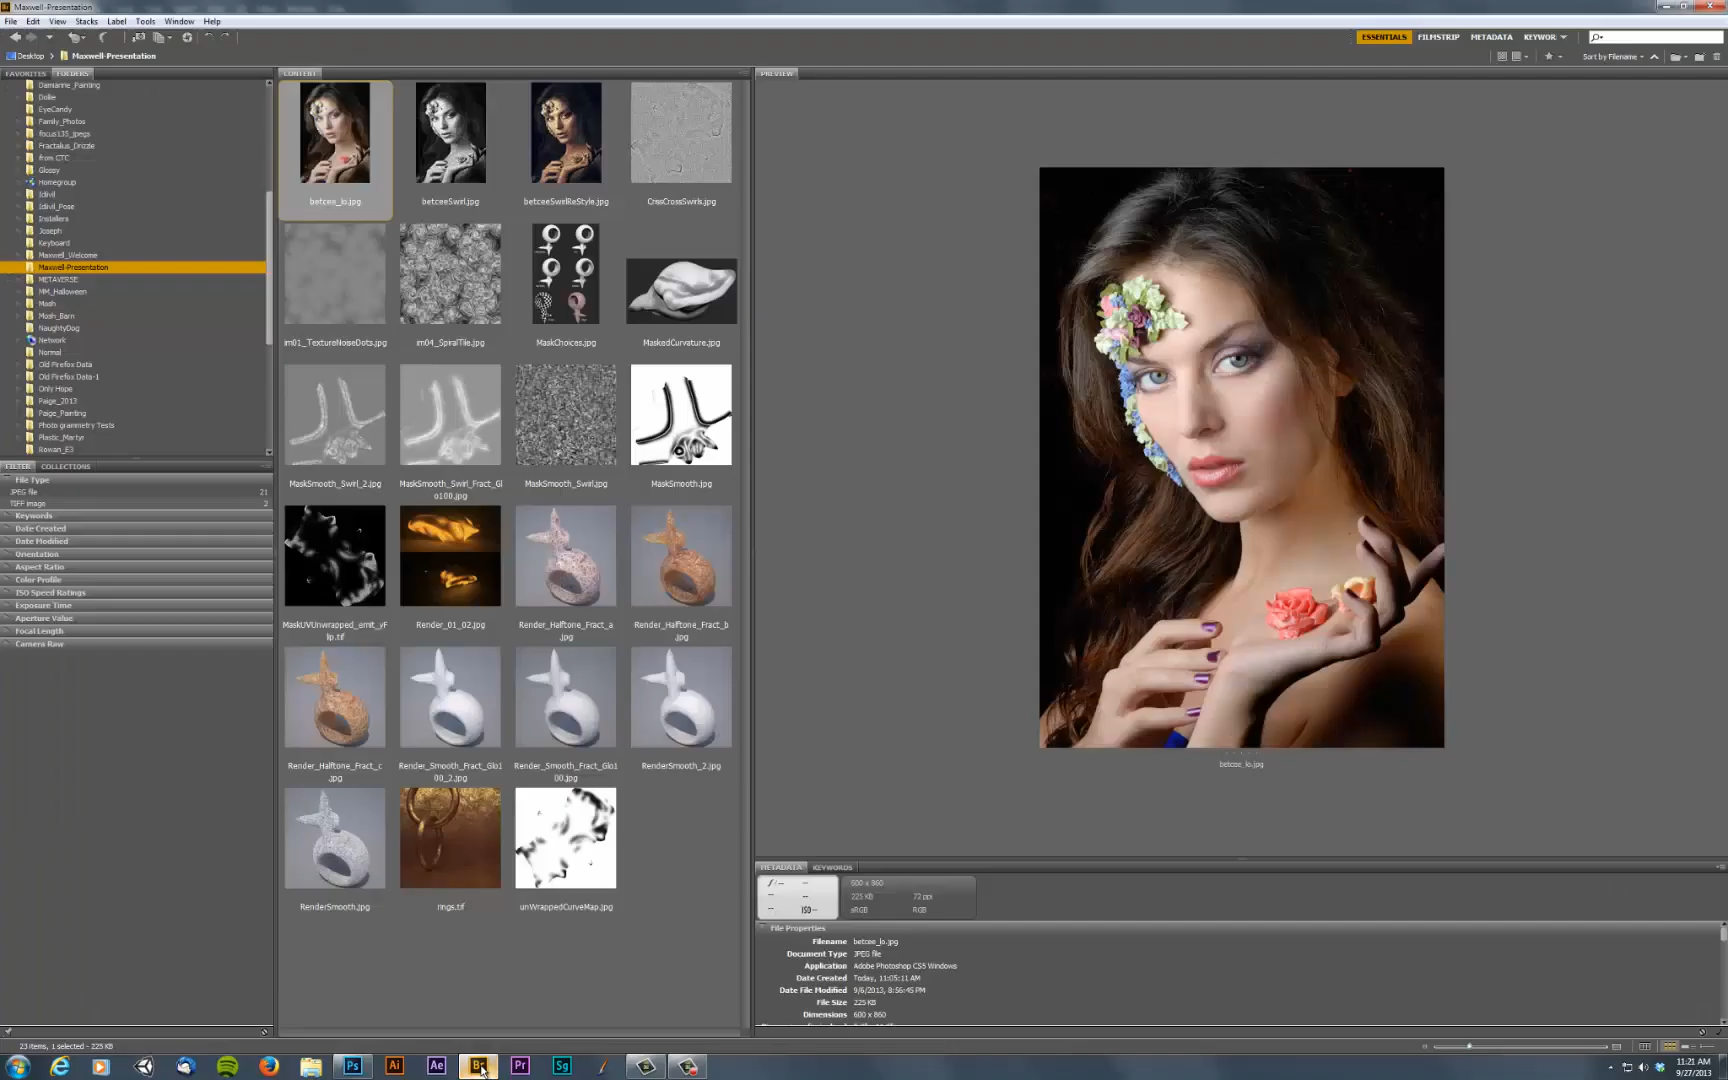 Br Maxwell-Presentation
File Edit View Stacks Label Tools Window Help
ESSENTIALS FILMSTRIP METADATA KEYWOR
Desktop Maxwell-Presentation
Sort by Filename
FAVORITES FOLDERS
Damianne_Painting
Dollie
EyeCandy
Family_Photos
focus135_jpegs
Fractalius_Drizzle
from CTC
Glossy
Homegroup
Idivil
Idivil_Pose
Installers
Joseph
Keyboard
Maxwell_Welcome
Maxwell-Presentation
METAVERSE
MM_Halloween
Mosh
Mosh_Barn
NaughtyDog
Network
Normal
Old Firefox Data
Old Firefox Data-1
Only Hope
Paige_2013
Paige_Painting
Photo grammetry Tests
Plastic_Martyr
Rowan_E3
FILTER COLLECTIONS
File Type
JPEG file 21
TIFF image 2
Keywords
Date Created
Date Modified
Orientation
Aspect Ratio
Color Profile
ISO Speed Ratings
Exposure Time
Aperture Value
Focal Length
Camera Raw
CONTENT
betcee_lo.jpg betceeSwirl.jpg betceeSwirlReStyle.jpg CrissCrossSwirls.jpg
im01_TextureNoiseDots.jpg im04_SpiralTile.jpg MaskChoices.jpg MaskedCurvature.jpg
MaskSmooth_Swirl_2.jpg MaskSmooth_Swirl_Fract_Gl MaskSmooth_Swirl.jpg MaskSmooth.jpg
o100.jpg
MaskUVUnwrapped_emit_yF Render_01_02.jpg Render_Halftone_Fract_a Render_Halftone_Fract_b
lip.tif .jpg .jpg
Render_Halftone_Fract_c Render_Smooth_Fract_Glo1 Render_Smooth_Fract_Glo1 RenderSmooth_2.jpg
.jpg 00_2.jpg 00.jpg
RenderSmooth.jpg rings.tif unWrappedCurveMap.jpg
PREVIEW
betcee_lo.jpg
METADATA KEYWORDS
f/-- --
--
-- ISO--
600 x 860
225 KB 72 ppi
sRGB RGB
File Properties
Filename betcee_lo.jpg
Document Type JPEG file
Application Adobe Photoshop CS5 Windows
Date Created Today, 11:05:11 AM
Date File Modified 9/6/2013, 8:56:45 PM
File Size 225 KB
Dimensions 600 x 860
23 items, 1 selected - 225 KB
Ps Ai Ae Br Pr Sg
11:21 AM
9/27/2013